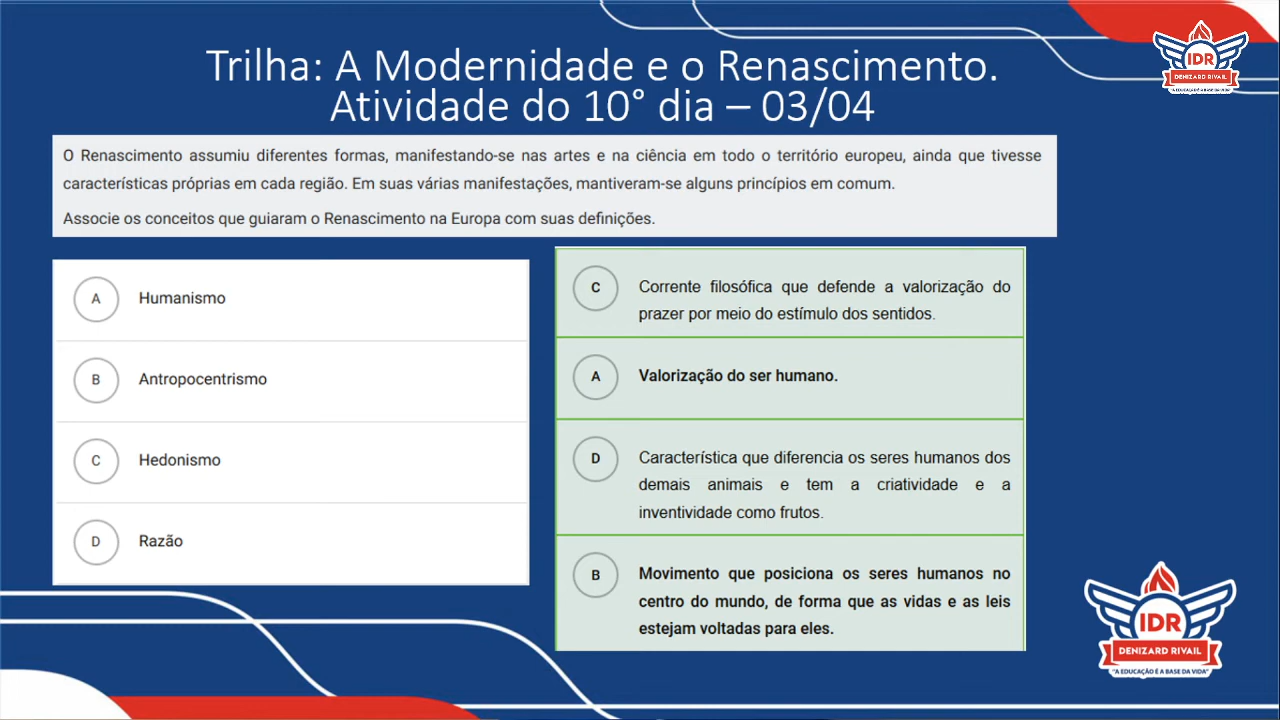 Trilha: A Modernidade e o Renascimento.
Atividade do 10° dia – 03/04
IDR
DENIZARD RIVAIL
"A EDUCAÇÃO É A BASE DA VIDA"
O Renascimento assumiu diferentes formas, manifestando-se nas artes e na ciência em todo o território europeu, ainda que tivesse
características próprias em cada região. Em suas várias manifestações, mantiveram-se alguns princípios em comum.
Associe os conceitos que guiaram o Renascimento na Europa com suas definições.
A Humanismo
B Antropocentrismo
C Hedonismo
D Razão
C Corrente filosófica que defende a valorização do
prazer por meio do estímulo dos sentidos.
A Valorização do ser humano.
D Característica que diferencia os seres humanos dos
demais animais e tem a criatividade e a
inventividade como frutos.
B Movimento que posiciona os seres humanos no
centro do mundo, de forma que as vidas e as leis
estejam voltadas para eles.
IDR
DENIZARD RIVAIL
"A EDUCAÇÃO É A BASE DA VIDA"